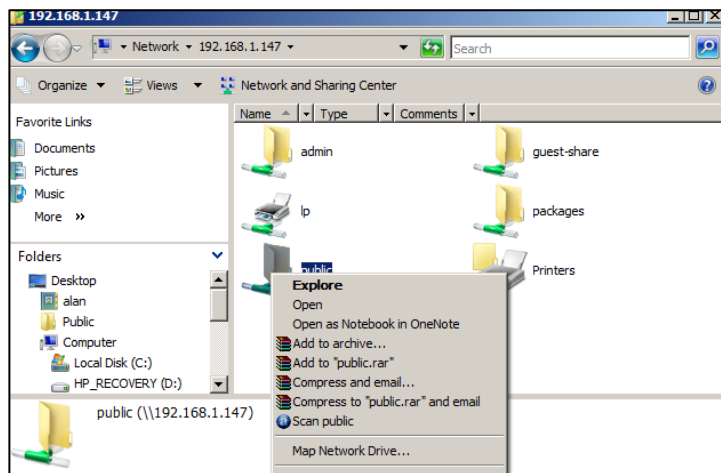 192.168.1.147
Network 192.168.1.147 Search
Organize Views Network and Sharing Center
Favorite Links
Documents
Pictures
Music
More »
Folders
Desktop
alan
Public
Computer
Local Disk (C:)
HP_RECOVERY (D:)
Name Type Comments
admin guest-share
lp packages
public Printers
Explore
Open
Open as Notebook in OneNote
Add to archive...
Add to "public.rar"
Compress and email...
Compress to "public.rar" and email
Scan public
Map Network Drive...
public (\\192.168.1.147)